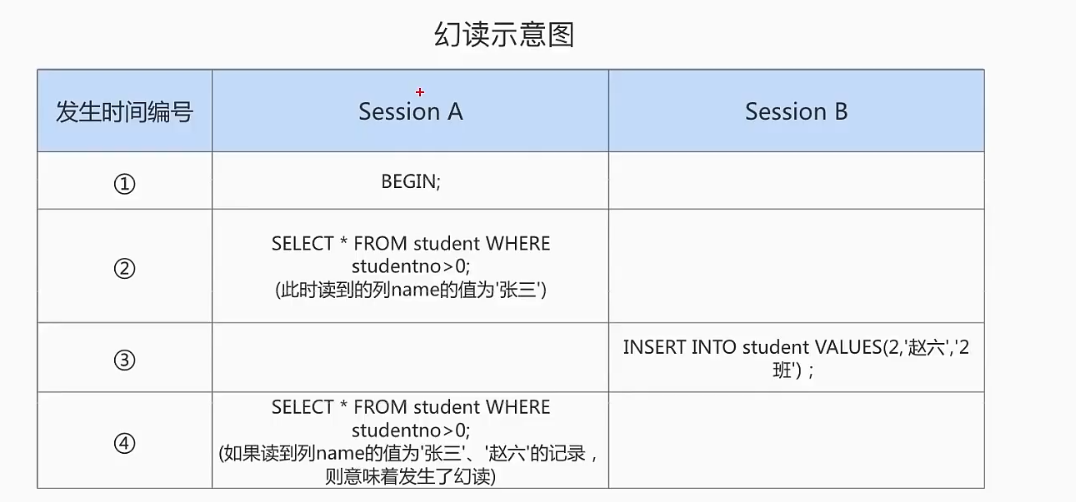 幻读示意图
发生时间编号
Session A
Session B
①
BEGIN;
②
SELECT * FROM student WHERE
studentno>0;
(此时读到的列name的值为'张三')
③
INSERT INTO student VALUES(2,'赵六','2
班')；
④
SELECT * FROM student WHERE
studentno>0;
(如果读到列name的值为'张三'、'赵六'的记录，
则意味着发生了幻读)